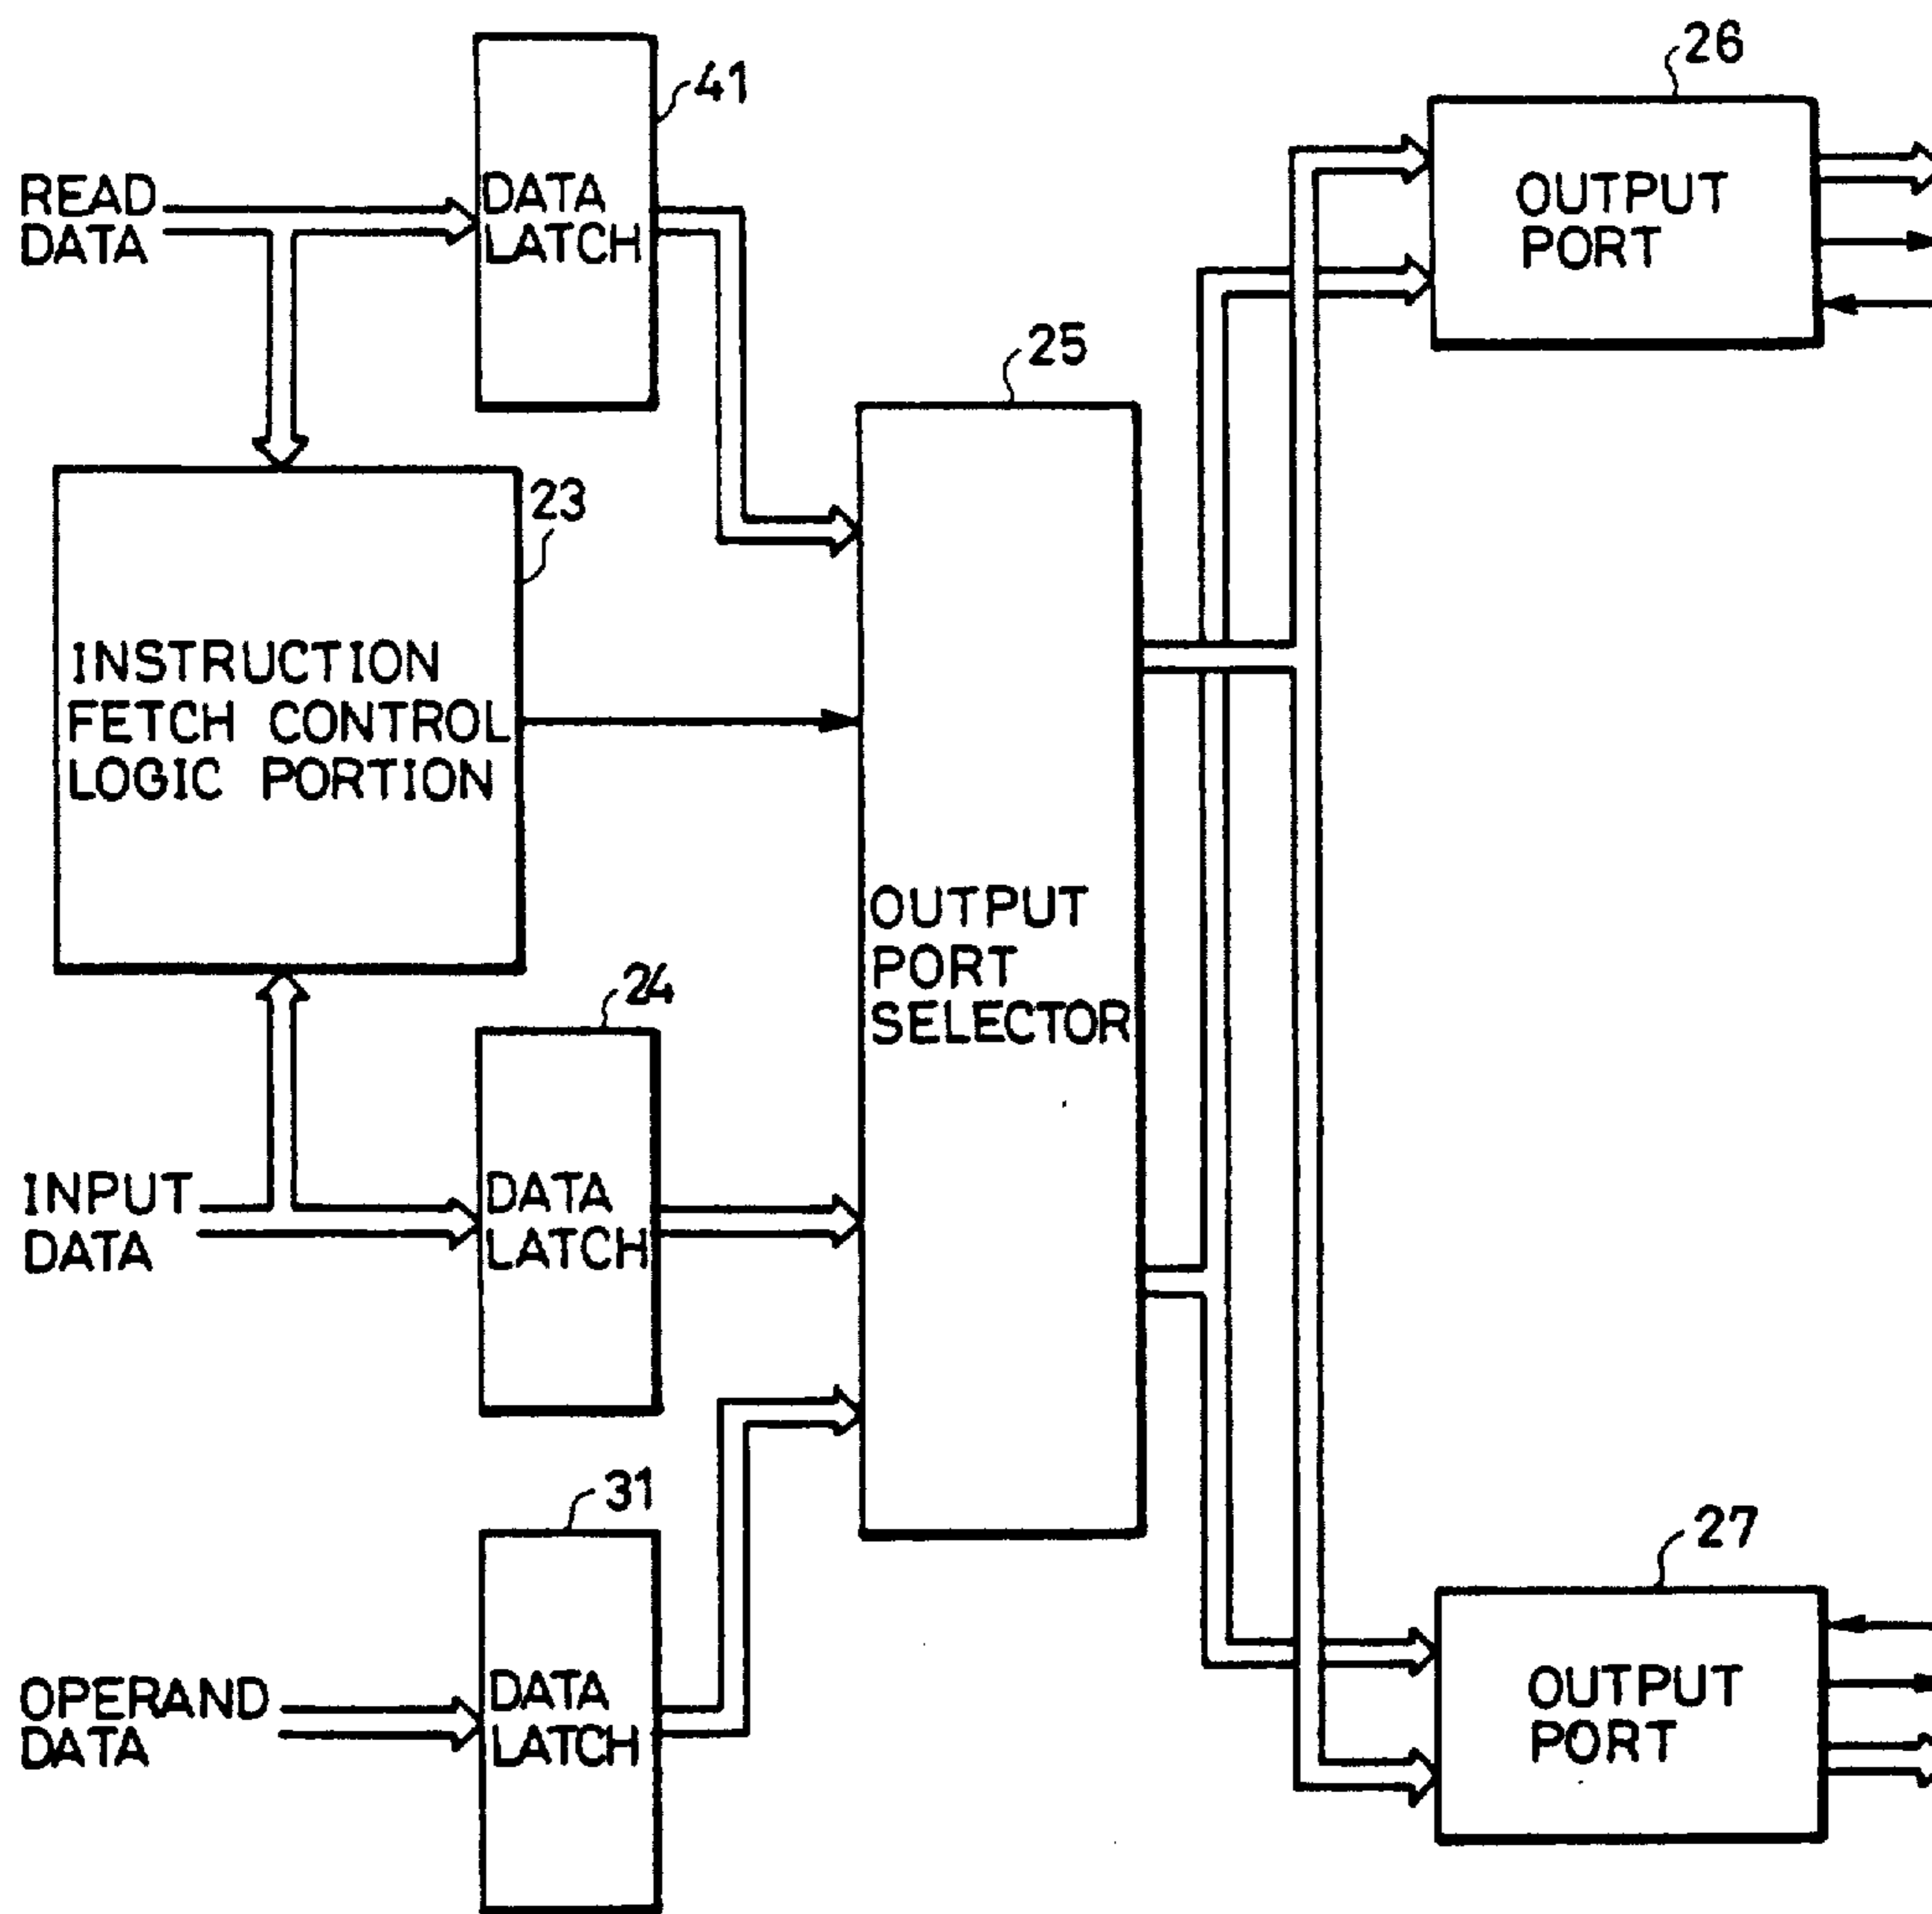 26
41
READ
DATA
DATA
LATCH
OUTPUT
PORT
25
23
INSTRUCTION
FETCH CONTROL
LOGIC PORTION
OUTPUT
PORT
SELECTOR
24
INPUT
DATA
DATA
LATCH
31
27
OPERAND
DATA
DATA
LATCH
OUTPUT
PORT